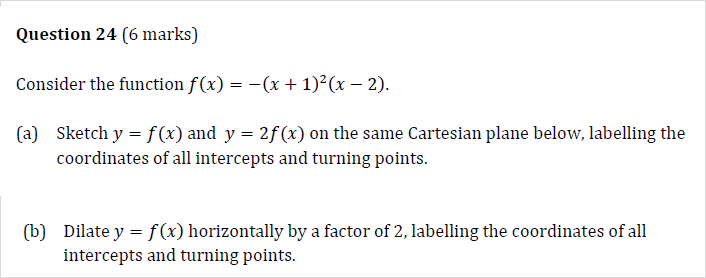 Question 24 (6 marks)
Consider the function f(x) = −(x + 1)²(x − 2).
(a) Sketch y = f(x) and y = 2f(x) on the same Cartesian plane below, labelling the
coordinates of all intercepts and turning points.
(b) Dilate y = f(x) horizontally by a factor of 2, labelling the coordinates of all
intercepts and turning points.